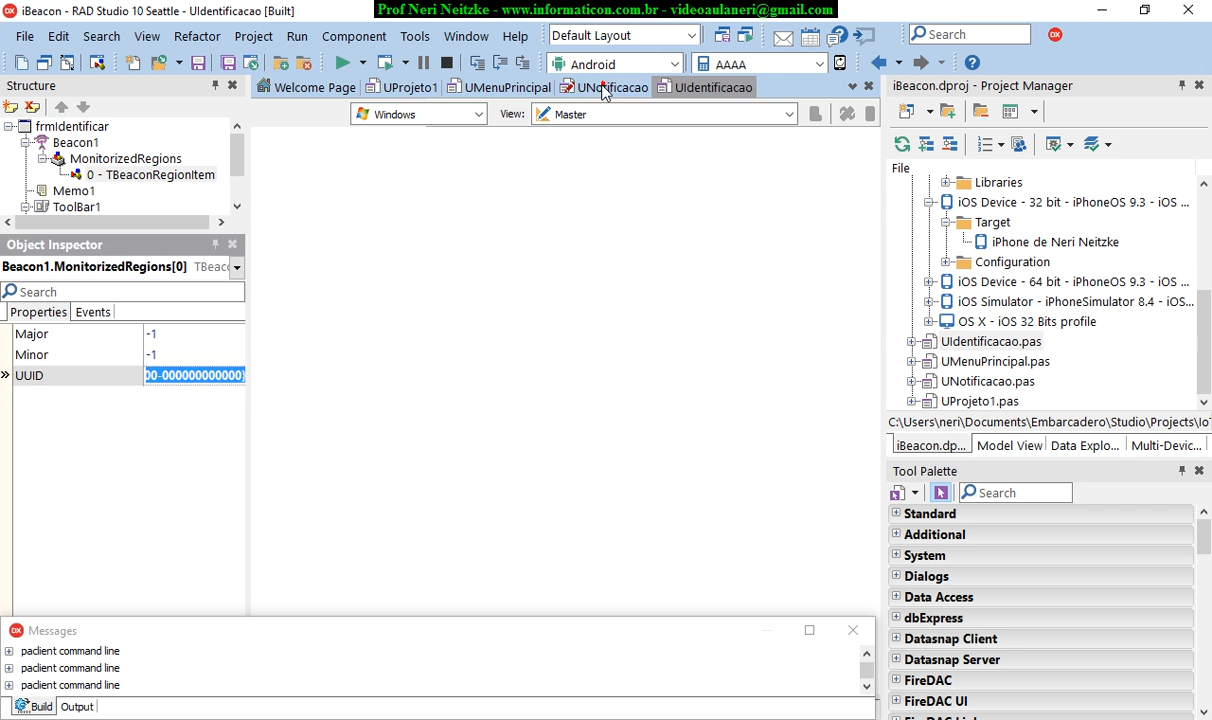 iBeacon - RAD Studio 10 Seattle - UIdentificacao [Built]
Prof Neri Neitzke - www.informaticon.com.br - videoaulaneri@gmail.com
File Edit Search View Refactor Project Run Component Tools Window Help
Default Layout
Search
Android
AAAA
Structure
Welcome Page UProjeto1 UMenuPrincipal UNotificacao UIdentificacao
iBeacon.dproj - Project Manager
Windows
View: Master
frmIdentificar
Beacon1
MonitorizedRegions
0 - TBeaconRegionItem
Memo1
ToolBar1
Object Inspector
Beacon1.MonitorizedRegions[0] TBeac
Search
Properties Events
Major -1
Minor -1
UUID 00-000000000000}
File
Libraries
iOS Device - 32 bit - iPhoneOS 9.3 - iOS ...
Target
iPhone de Neri Neitzke
Configuration
iOS Device - 64 bit - iPhoneOS 9.3 - iOS ...
iOS Simulator - iPhoneSimulator 8.4 - iOS...
OS X - iOS 32 Bits profile
UIdentificacao.pas
UMenuPrincipal.pas
UNotificacao.pas
UProjeto1.pas
C:\Users\neri\Documents\Embarcadero\Studio\Projects\IoT
iBeacon.dp... Model View Data Explo... Multi-Devic...
Tool Palette
Search
Standard
Additional
System
Dialogs
Data Access
dbExpress
Datasnap Client
Datasnap Server
FireDAC
FireDAC UI
Messages
paclient command line
paclient command line
paclient command line
Build Output